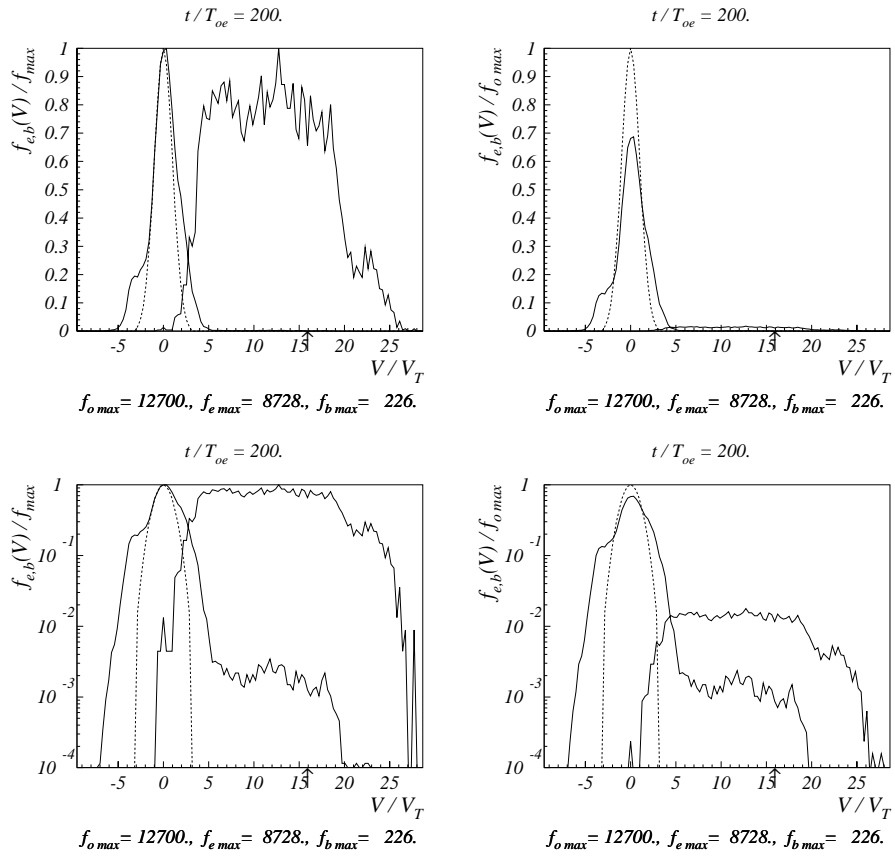 t / T_oe = 200.
f_e,b(V) / f_max
1
0.9
0.8
0.7
0.6
0.5
0.4
0.3
0.2
0.1
0
-5 0 5 10 15 20 25
V / V_T
f_o max= 12700., f_e max= 8728., f_b max= 226.
t / T_oe = 200.
f_e,b(V) / f_o max
1
0.9
0.8
0.7
0.6
0.5
0.4
0.3
0.2
0.1
0
-5 0 5 10 15 20 25
V / V_T
f_o max= 12700., f_e max= 8728., f_b max= 226.
t / T_oe = 200.
f_e,b(V) / f_max
1
10 -1
10 -2
10 -3
10 -4
-5 0 5 10 15 20 25
V / V_T
f_o max= 12700., f_e max= 8728., f_b max= 226.
t / T_oe = 200.
f_e,b(V) / f_o max
1
10 -1
10 -2
10 -3
10 -4
-5 0 5 10 15 20 25
V / V_T
f_o max= 12700., f_e max= 8728., f_b max= 226.